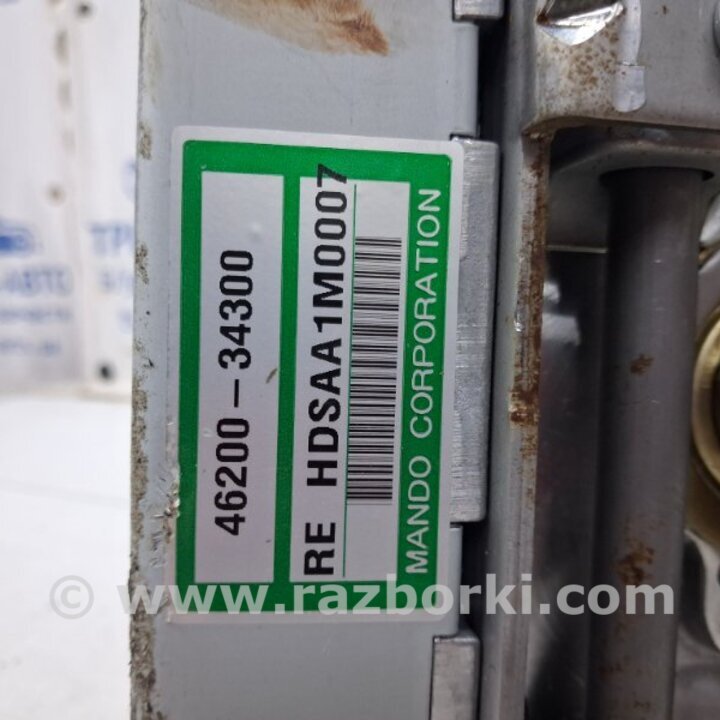 46200-34300
RE HDSAA1M0007
MANDO CORPORATION
© www.razborki.com